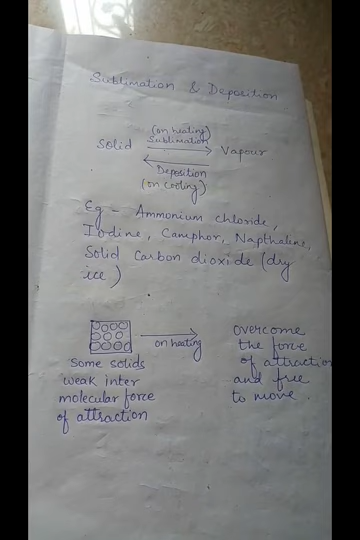 Sublimation & Deposition
(on heating)
Sublimation
Solid Vapour
Deposition
(on cooling)
Eg - Ammonium chloride,
Iodine, Camphor, Napthalene,
Solid Carbon dioxide (dry
ice)
on heating
some solids
weak inter
molecular force
of attraction
overcome
the force
of attraction
and free
to move.